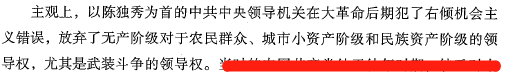 主观上，以陈独秀为首的中共中央领导机关在大革命后期犯了右倾机会主
义错误，放弃了无产阶级对于农民群众、城市小资产阶级和民族资产阶级的领
导权，尤其是武装斗争的领导权。